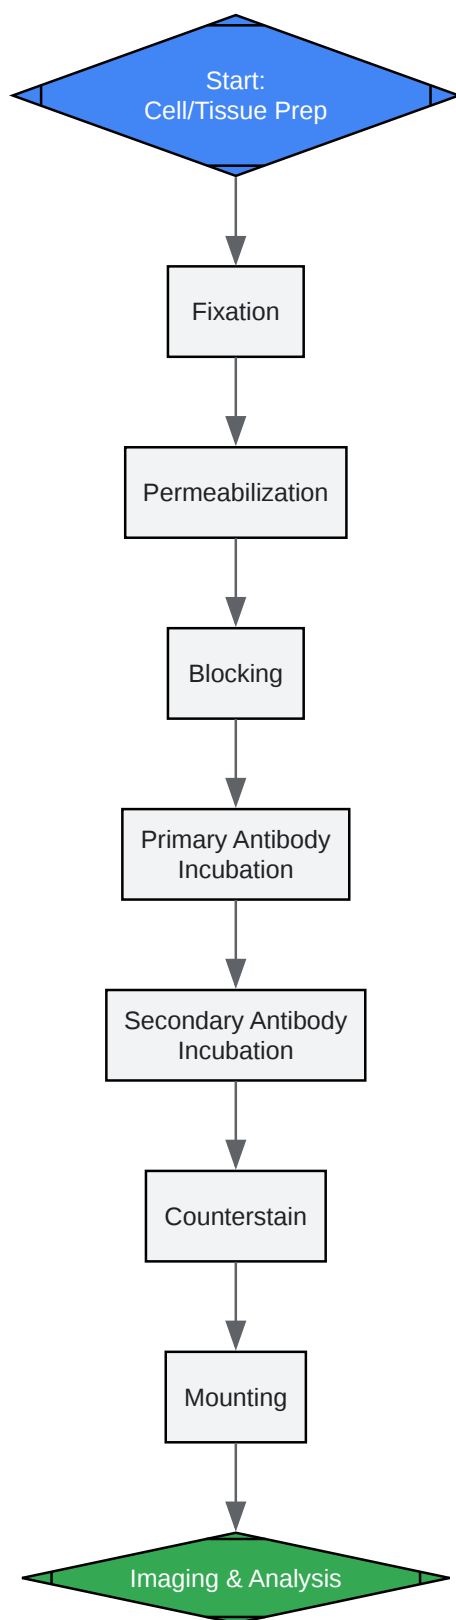 Start:
Cell/Tissue Prep
Fixation
Permeabilization
Blocking
Primary Antibody
Incubation
Secondary Antibody
Incubation
Counterstain
Mounting
Imaging & Analysis